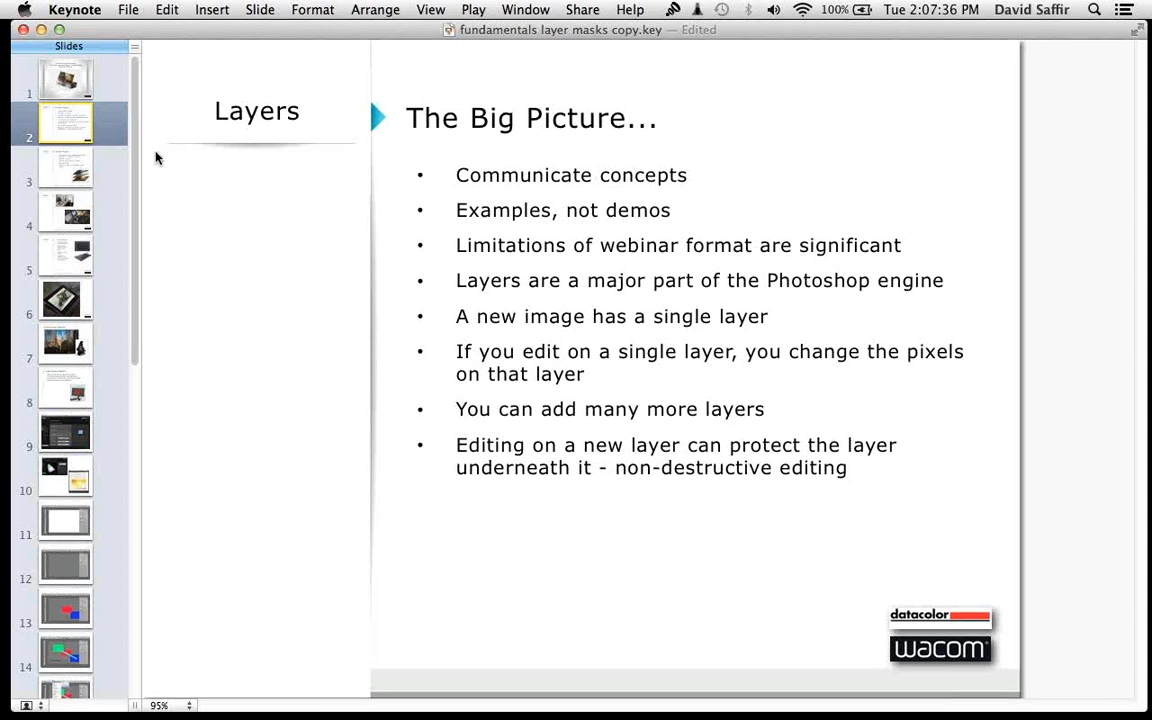 Keynote File Edit Insert Slide Format Arrange View Play Window Share Help 100% Tue 2:07:36 PM David Saffir
fundamentals layer masks copy.key — Edited
Slides
1
2
3
4
5
6
7
8
9
10
11
12
13
14
Layers
The Big Picture...
• Communicate concepts
• Examples, not demos
• Limitations of webinar format are significant
• Layers are a major part of the Photoshop engine
• A new image has a single layer
• If you edit on a single layer, you change the pixels
on that layer
• You can add many more layers
• Editing on a new layer can protect the layer
underneath it - non-destructive editing
datacolor
wacom
95%